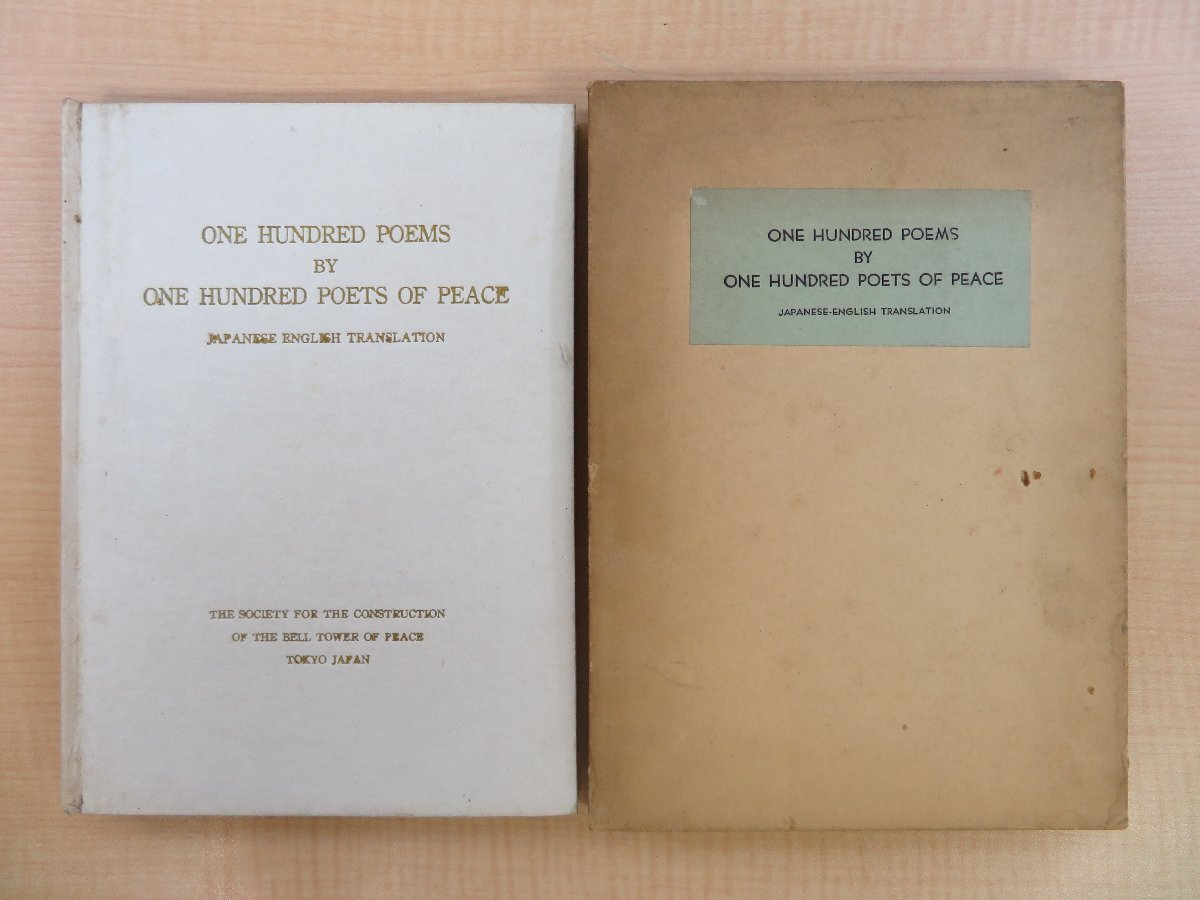 ONE HUNDRED POEMS
BY
ONE HUNDRED POETS OF PEACE
JAPANESE ENGLISH TRANSLATION
THE SOCIETY FOR THE CONSTRUCTION
OF THE BELL TOWER OF PEACE
TOKYO JAPAN
ONE HUNDRED POEMS
BY
ONE HUNDRED POETS OF PEACE
JAPANESE-ENGLISH TRANSLATION